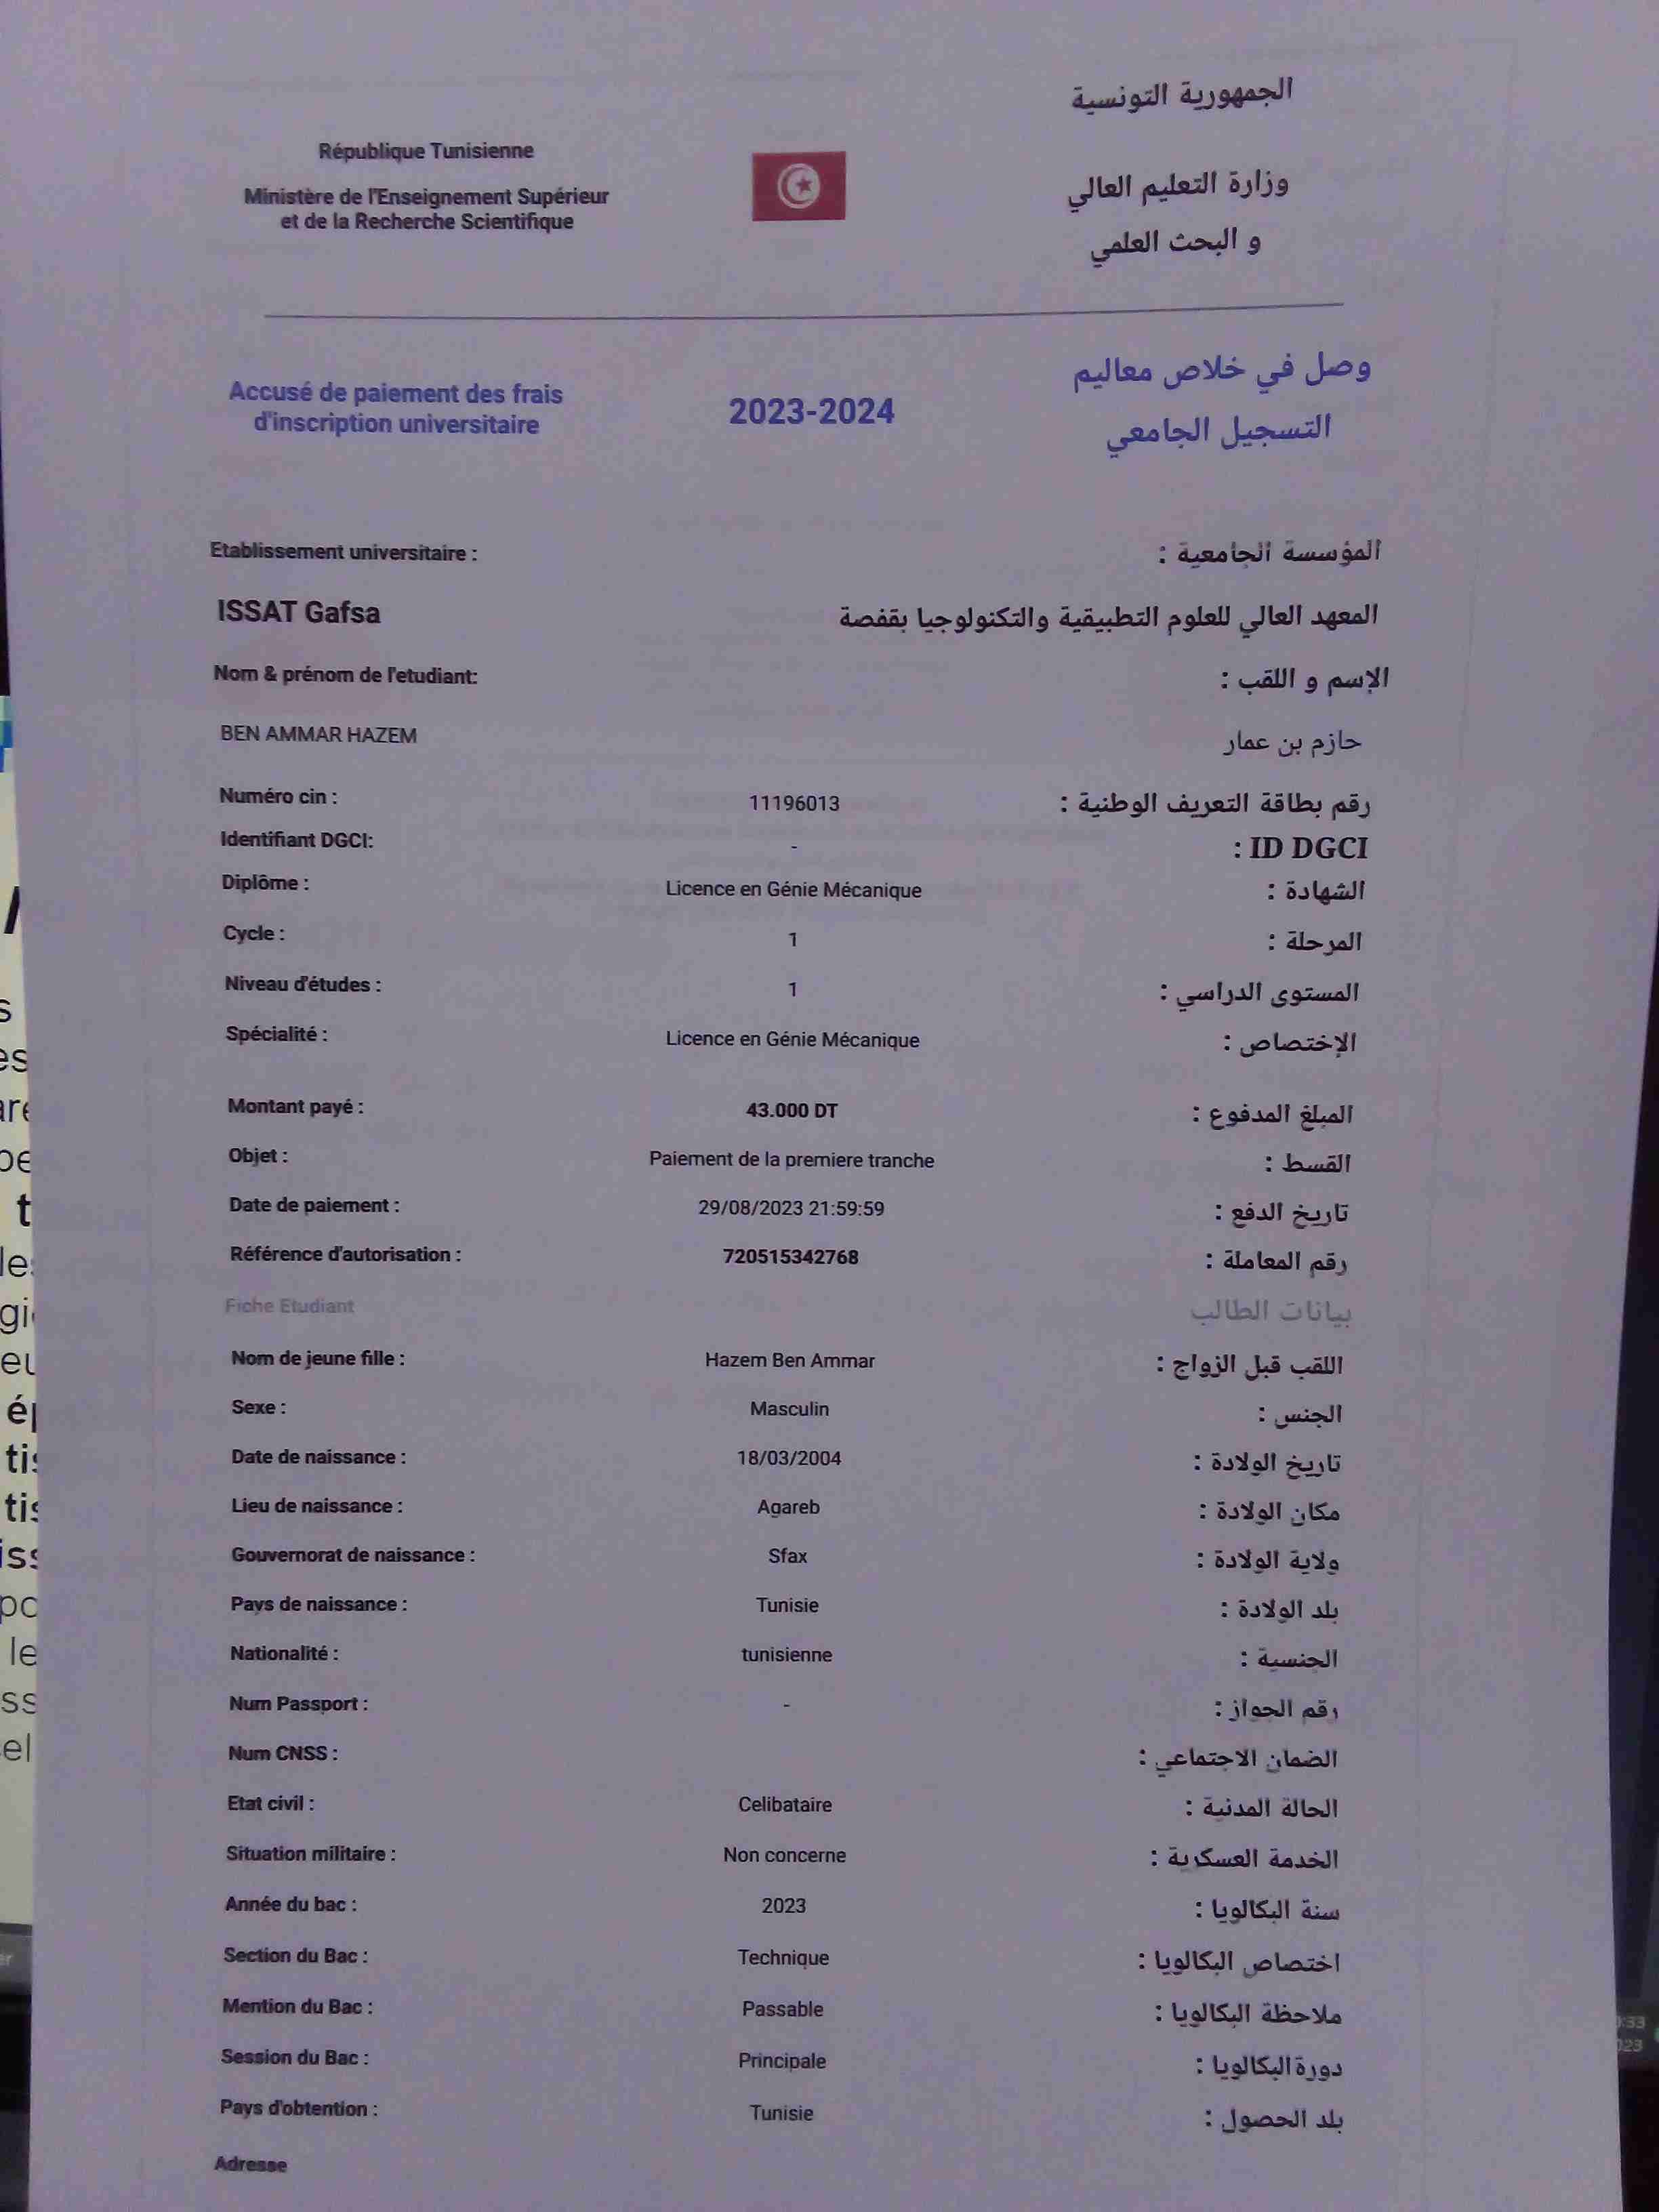 الجمهورية التونسية
République Tunisienne
وزارة التعليم العالي
Ministère de l'Enseignement Supérieur
et de la Recherche Scientifique
و البحث العلمي
وصل في خلاص معاليم
Accusé de paiement des frais
2023-2024
d'inscription universitaire
التسجيل الجامعي
Etablissement universitaire : المؤسسة الجامعية :
ISSAT Gafsa المعهد العالي للعلوم التطبيقية والتكنولوجيا بقفصة
Nom & prénom de l'etudiant: الإسم و اللقب :
BEN AMMAR HAZEM حازم بن عمار
Numéro cin : 11196013 رقم بطاقة التعريف الوطنية :
Identifiant DGCI: - ID DGCI :
Diplôme : Licence en Génie Mécanique الشهادة :
Cycle : 1 المرحلة :
Niveau d'études : 1 المستوى الدراسي :
Spécialité : Licence en Génie Mécanique الإختصاص :
Montant payé : 43.000 DT المبلغ المدفوع :
Objet : Paiement de la premiere tranche القسط :
Date de paiement : 29/08/2023 21:59:59 تاريخ الدفع :
Référence d'autorisation : 720515342768 رقم المعاملة :
Fiche Etudiant بيانات الطالب
Nom de jeune fille : Hazem Ben Ammar اللقب قبل الزواج :
Sexe : Masculin الجنس :
Date de naissance : 18/03/2004 تاريخ الولادة :
Lieu de naissance : Agareb مكان الولادة :
Gouvernorat de naissance : Sfax ولاية الولادة :
Pays de naissance : Tunisie بلد الولادة :
Nationalité : tunisienne الجنسية :
Num Passport : - رقم الجواز :
Num CNSS : الضمان الاجتماعي :
Etat civil : Celibataire الحالة المدنية :
Situation militaire : Non concerne الخدمة العسكرية :
Année du bac : 2023 سنة البكالويا :
Section du Bac : Technique اختصاص البكالويا :
Mention du Bac : Passable ملاحظة البكالويا :
Session du Bac : Principale دورة البكالويا :
Pays d'obtention : Tunisie بلد الحصول :
Adresse